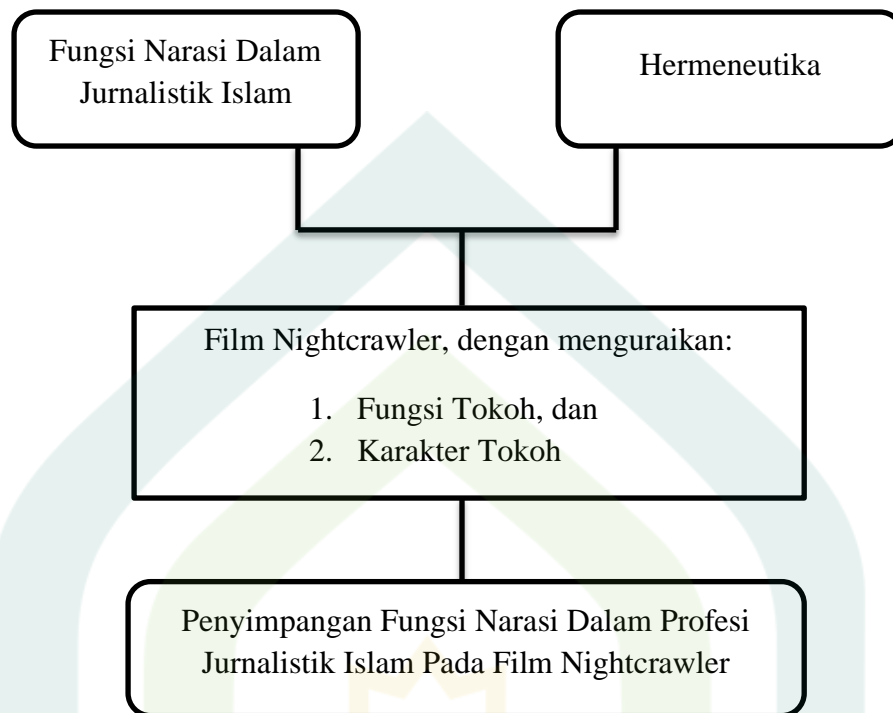 Fungsi Narasi Dalam
Jurnalistik Islam
Hermeneutika
Film Nightcrawler, dengan menguraikan:
1. Fungsi Tokoh, dan
2. Karakter Tokoh
Penyimpangan Fungsi Narasi Dalam Profesi
Jurnalistik Islam Pada Film Nightcrawler